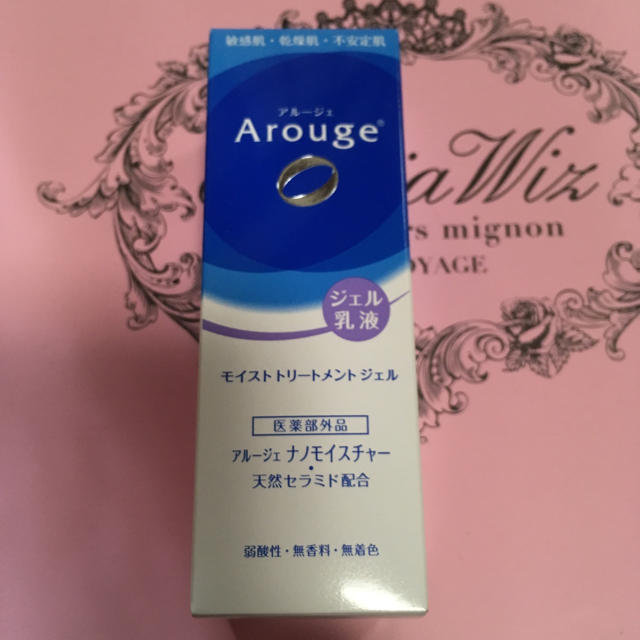 敏感肌・乾燥肌・不安定肌
アルージェ
Arouge®
ジェル
乳液
モイストトリートメントジェル
医薬部外品
アルージェ ナノモイスチャー
・
天然セラミド配合
弱酸性・無香料・無着色
Wiz
mignon
OYAGE